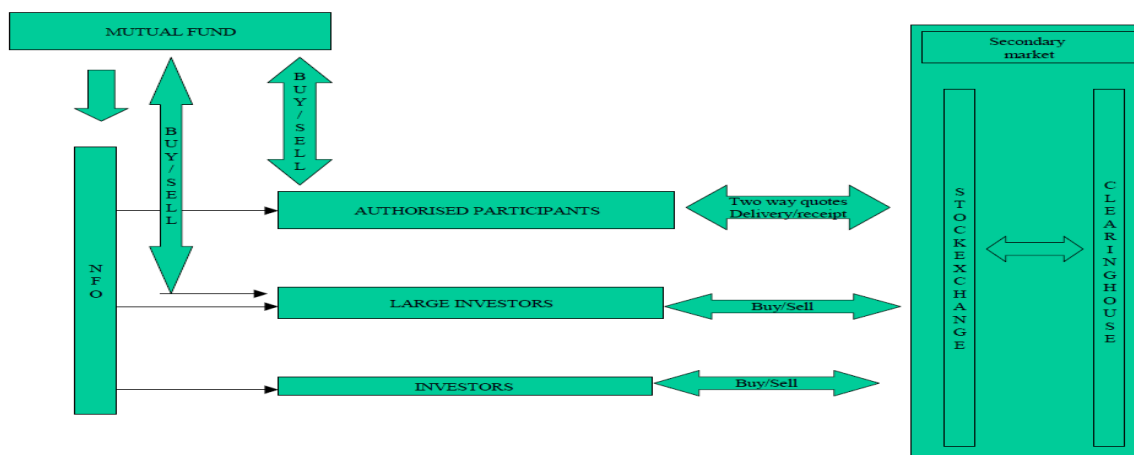 MUTUAL FUND
Secondary
market
BUY/SELL
BUY/SELL
NFO
AUTHORISED PARTICIPANTS
Two way quotes
Delivery/receipt
LARGE INVESTORS
Buy/Sell
INVESTORS
Buy/Sell
STOCKEXCHANGE
CLEARINGHOUSE